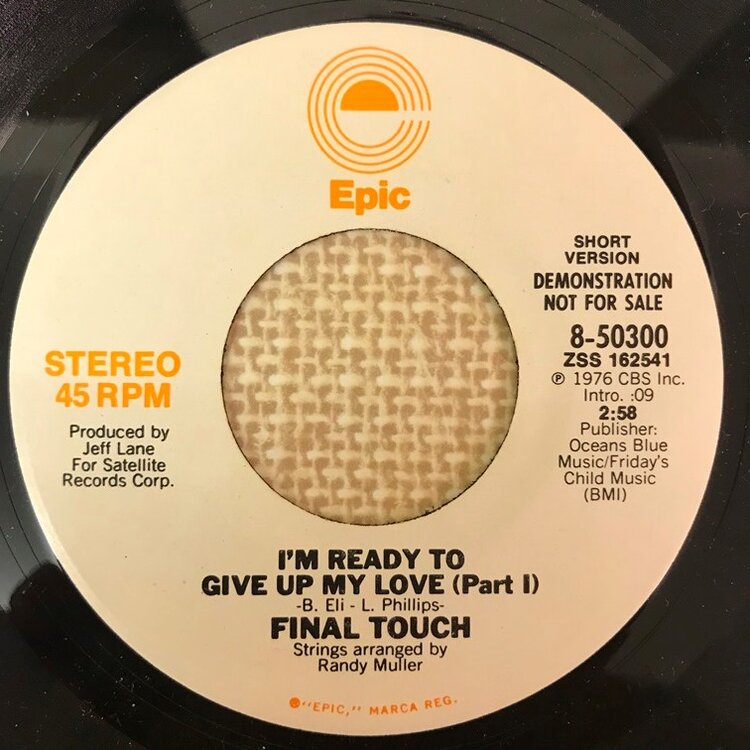 Epic
SHORT
VERSION
DEMONSTRATION
NOT FOR SALE
8-50300
ZSS 162541
℗ 1976 CBS Inc.
Intro. :09
2:58
Publisher:
Oceans Blue
Music/Friday's
Child Music
(BMI)
STEREO
45 RPM
Produced by
Jeff Lane
For Satellite
Records Corp.
I'M READY TO
GIVE UP MY LOVE (Part I)
-B. Eli - L. Phillips-
FINAL TOUCH
Strings arranged by
Randy Muller
"EPIC," MARCA REG.